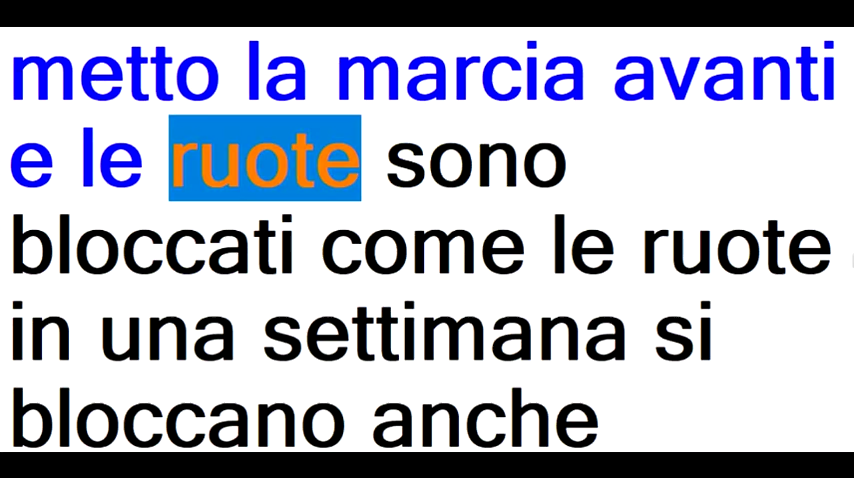 metto la marcia avanti
e le ruote sono
bloccati come le ruote
in una settimana si
bloccano anche